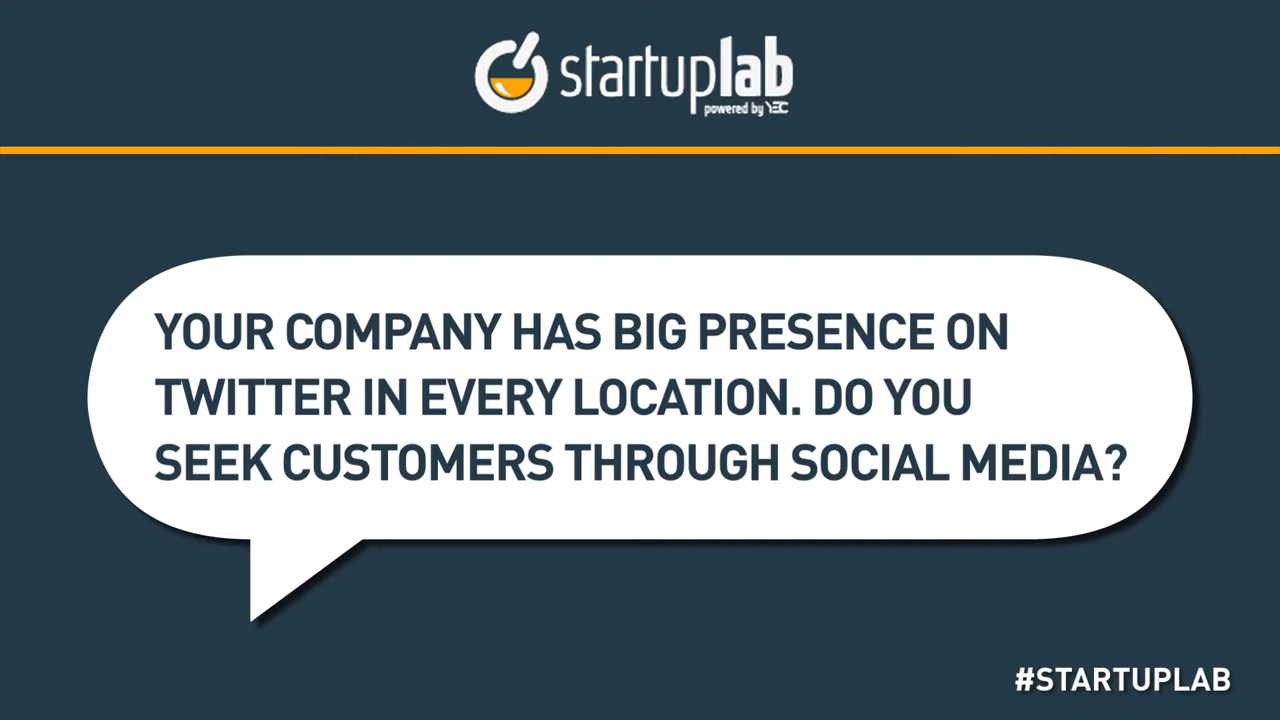 startuplab
powered by YEC
YOUR COMPANY HAS BIG PRESENCE ON
TWITTER IN EVERY LOCATION. DO YOU
SEEK CUSTOMERS THROUGH SOCIAL MEDIA?
#STARTUPLAB